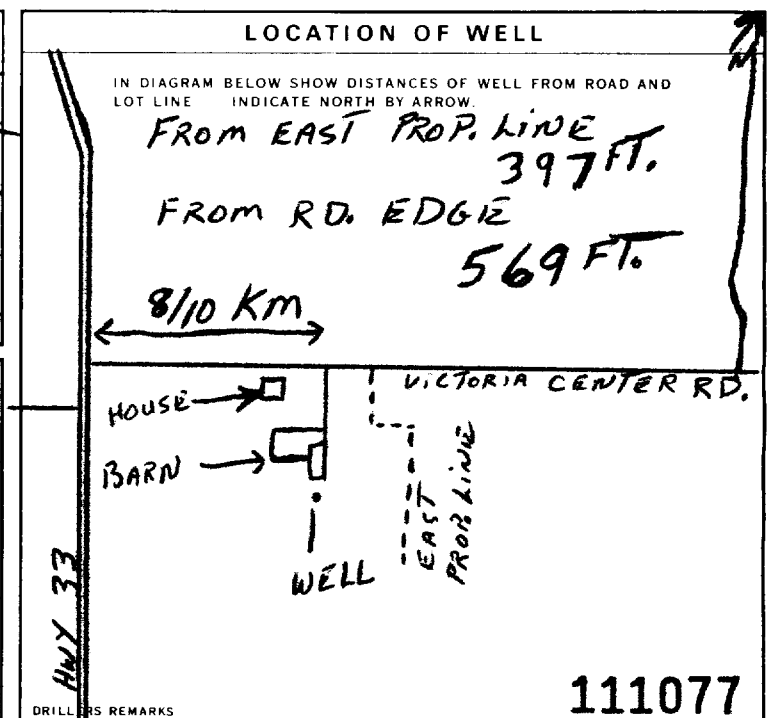 LOCATION OF WELL
N
IN DIAGRAM BELOW SHOW DISTANCES OF WELL FROM ROAD AND
LOT LINE INDICATE NORTH BY ARROW.
FROM EAST PROP. LINE
397 FT.
FROM RD. EDGE
569 FT.
8/10 Km
VICTORIA CENTER RD.
HOUSE
BARN
EAST
PROP. LINE
WELL
HWY 33
111077
DRILLERS REMARKS